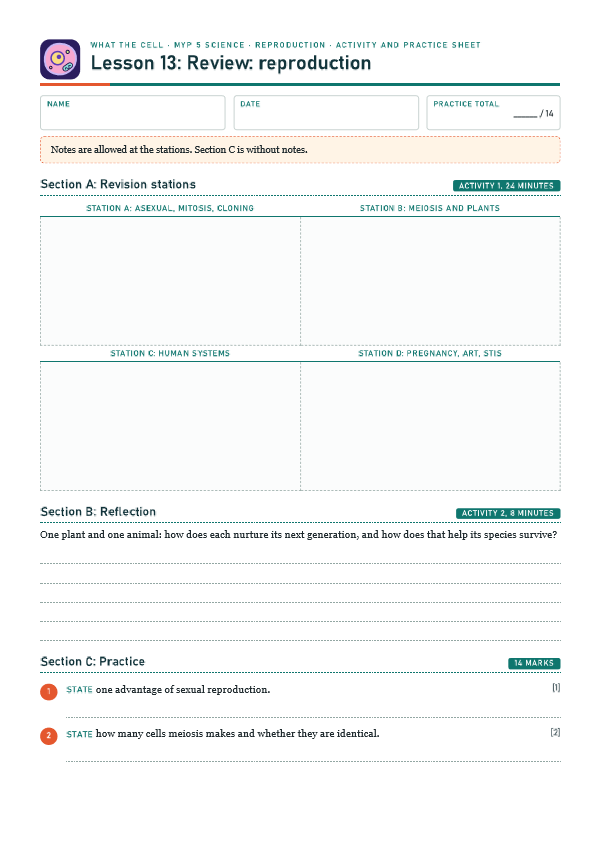 WHAT THE CELL · MYP 5 SCIENCE · REPRODUCTION · ACTIVITY AND PRACTICE SHEET
Lesson 13: Review: reproduction
NAME
DATE
PRACTICE TOTAL
_____ / 14
Notes are allowed at the stations. Section C is without notes.
Section A: Revision stations
ACTIVITY 1, 24 MINUTES
STATION A: ASEXUAL, MITOSIS, CLONING
STATION B: MEIOSIS AND PLANTS
STATION C: HUMAN SYSTEMS
STATION D: PREGNANCY, ART, STIS
Section B: Reflection
ACTIVITY 2, 8 MINUTES
One plant and one animal: how does each nurture its next generation, and how does that help its species survive?
Section C: Practice
14 MARKS
1 STATE one advantage of sexual reproduction. [1]
2 STATE how many cells meiosis makes and whether they are identical. [2]